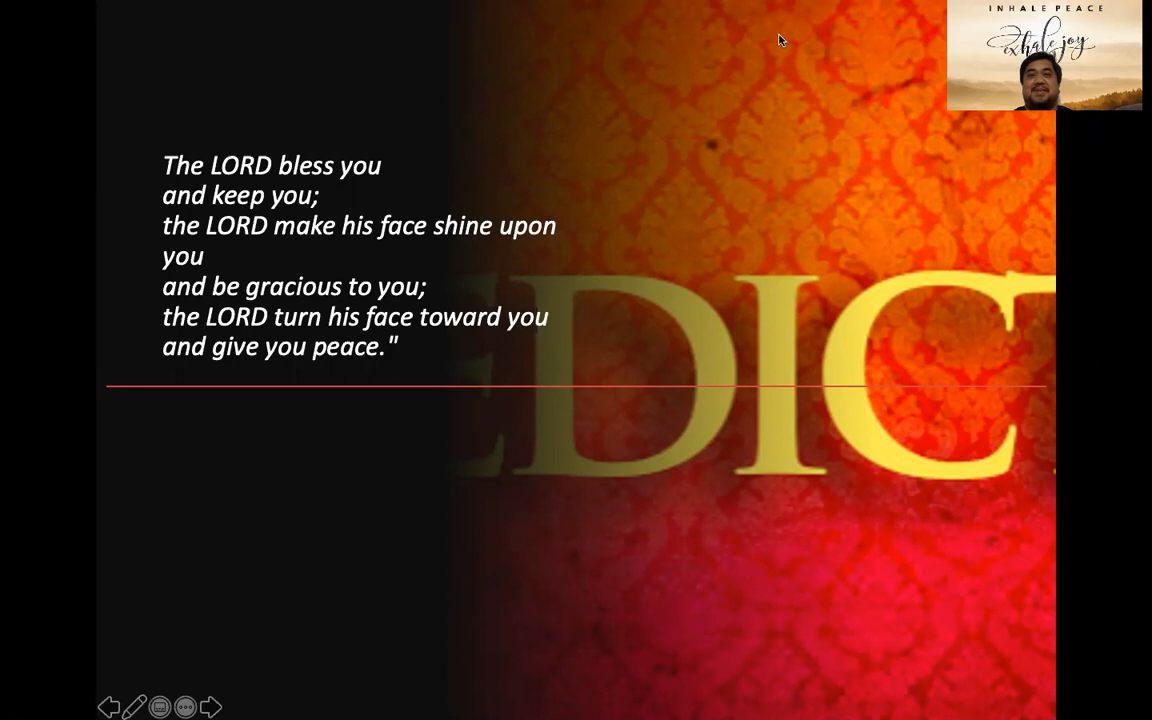 INHALE PEACE
exhale joy
The LORD bless you
and keep you;
the LORD make his face shine upon
you
and be gracious to you;
the LORD turn his face toward you
and give you peace."
EDICT